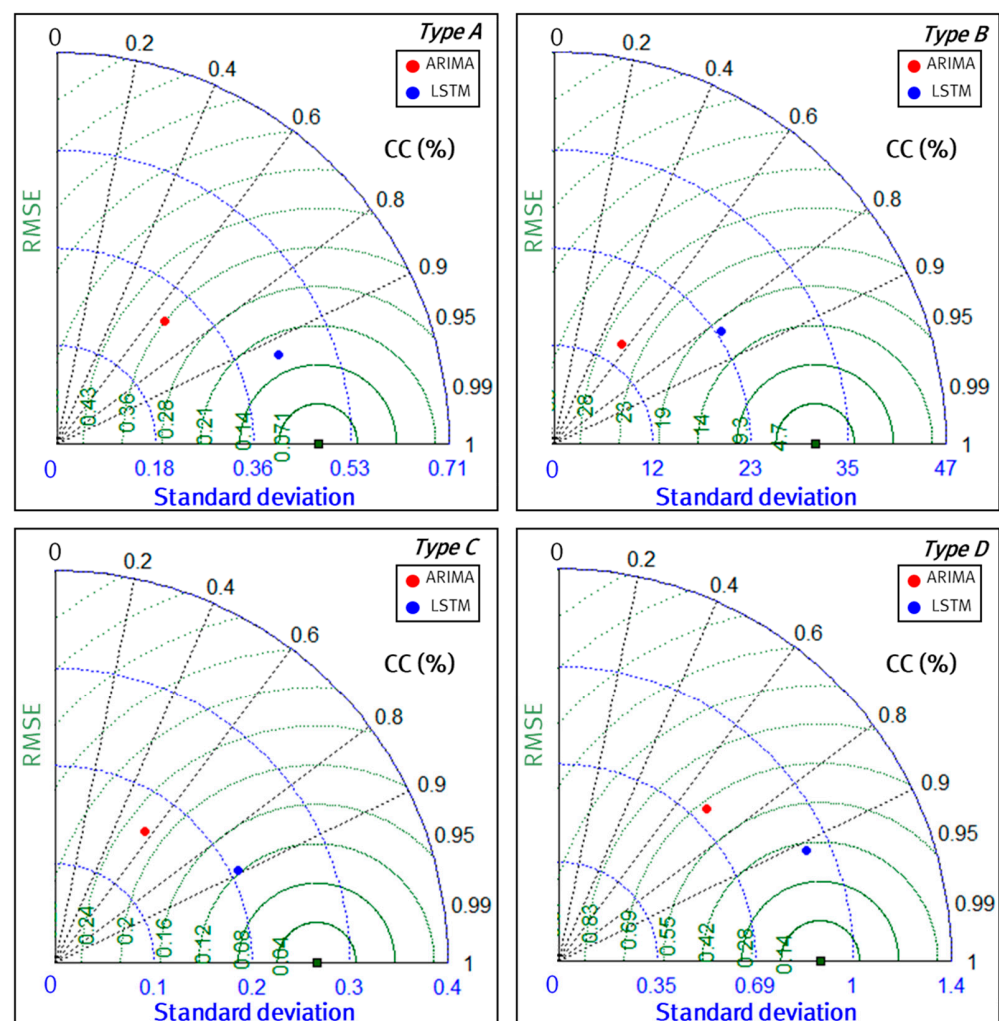 Type A
ARIMA
LSTM
CC (%)
0
0.2
0.4
0.6
0.8
0.9
0.95
0.99
1
RMSE
0.43
0.36
0.28
0.21
0.14
0.071
0 0.18 0.36 0.53 0.71
Standard deviation
Type B
ARIMA
LSTM
CC (%)
0
0.2
0.4
0.6
0.8
0.9
0.95
0.99
1
RMSE
28
23
19
14
9.3
4.7
0 12 23 35 47
Standard deviation
Type C
ARIMA
LSTM
CC (%)
0
0.2
0.4
0.6
0.8
0.9
0.95
0.99
1
RMSE
0.24
0.2
0.16
0.12
0.08
0.04
0 0.1 0.2 0.3 0.4
Standard deviation
Type D
ARIMA
LSTM
CC (%)
0
0.2
0.4
0.6
0.8
0.9
0.95
0.99
1
RMSE
0.83
0.69
0.55
0.42
0.28
0.14
0 0.35 0.69 1 1.4
Standard deviation